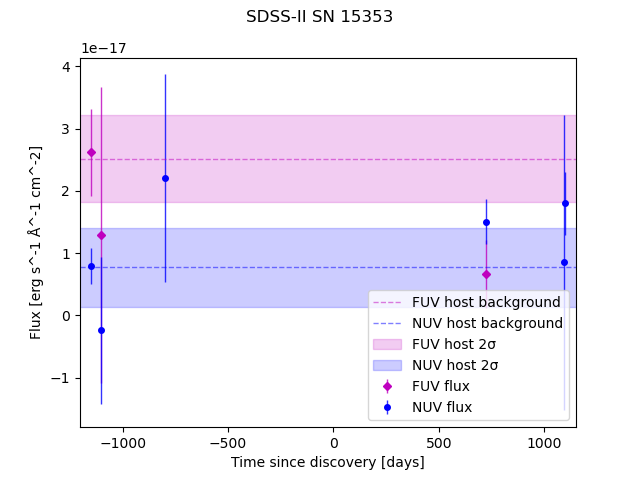 SDSS-II SN 15353
1e−17
4
3
2
1
0
−1
Flux [erg s^-1 Å^-1 cm^-2]
FUV host background
NUV host background
FUV host 2σ
NUV host 2σ
FUV flux
NUV flux
−1000 −500 0 500 1000
Time since discovery [days]